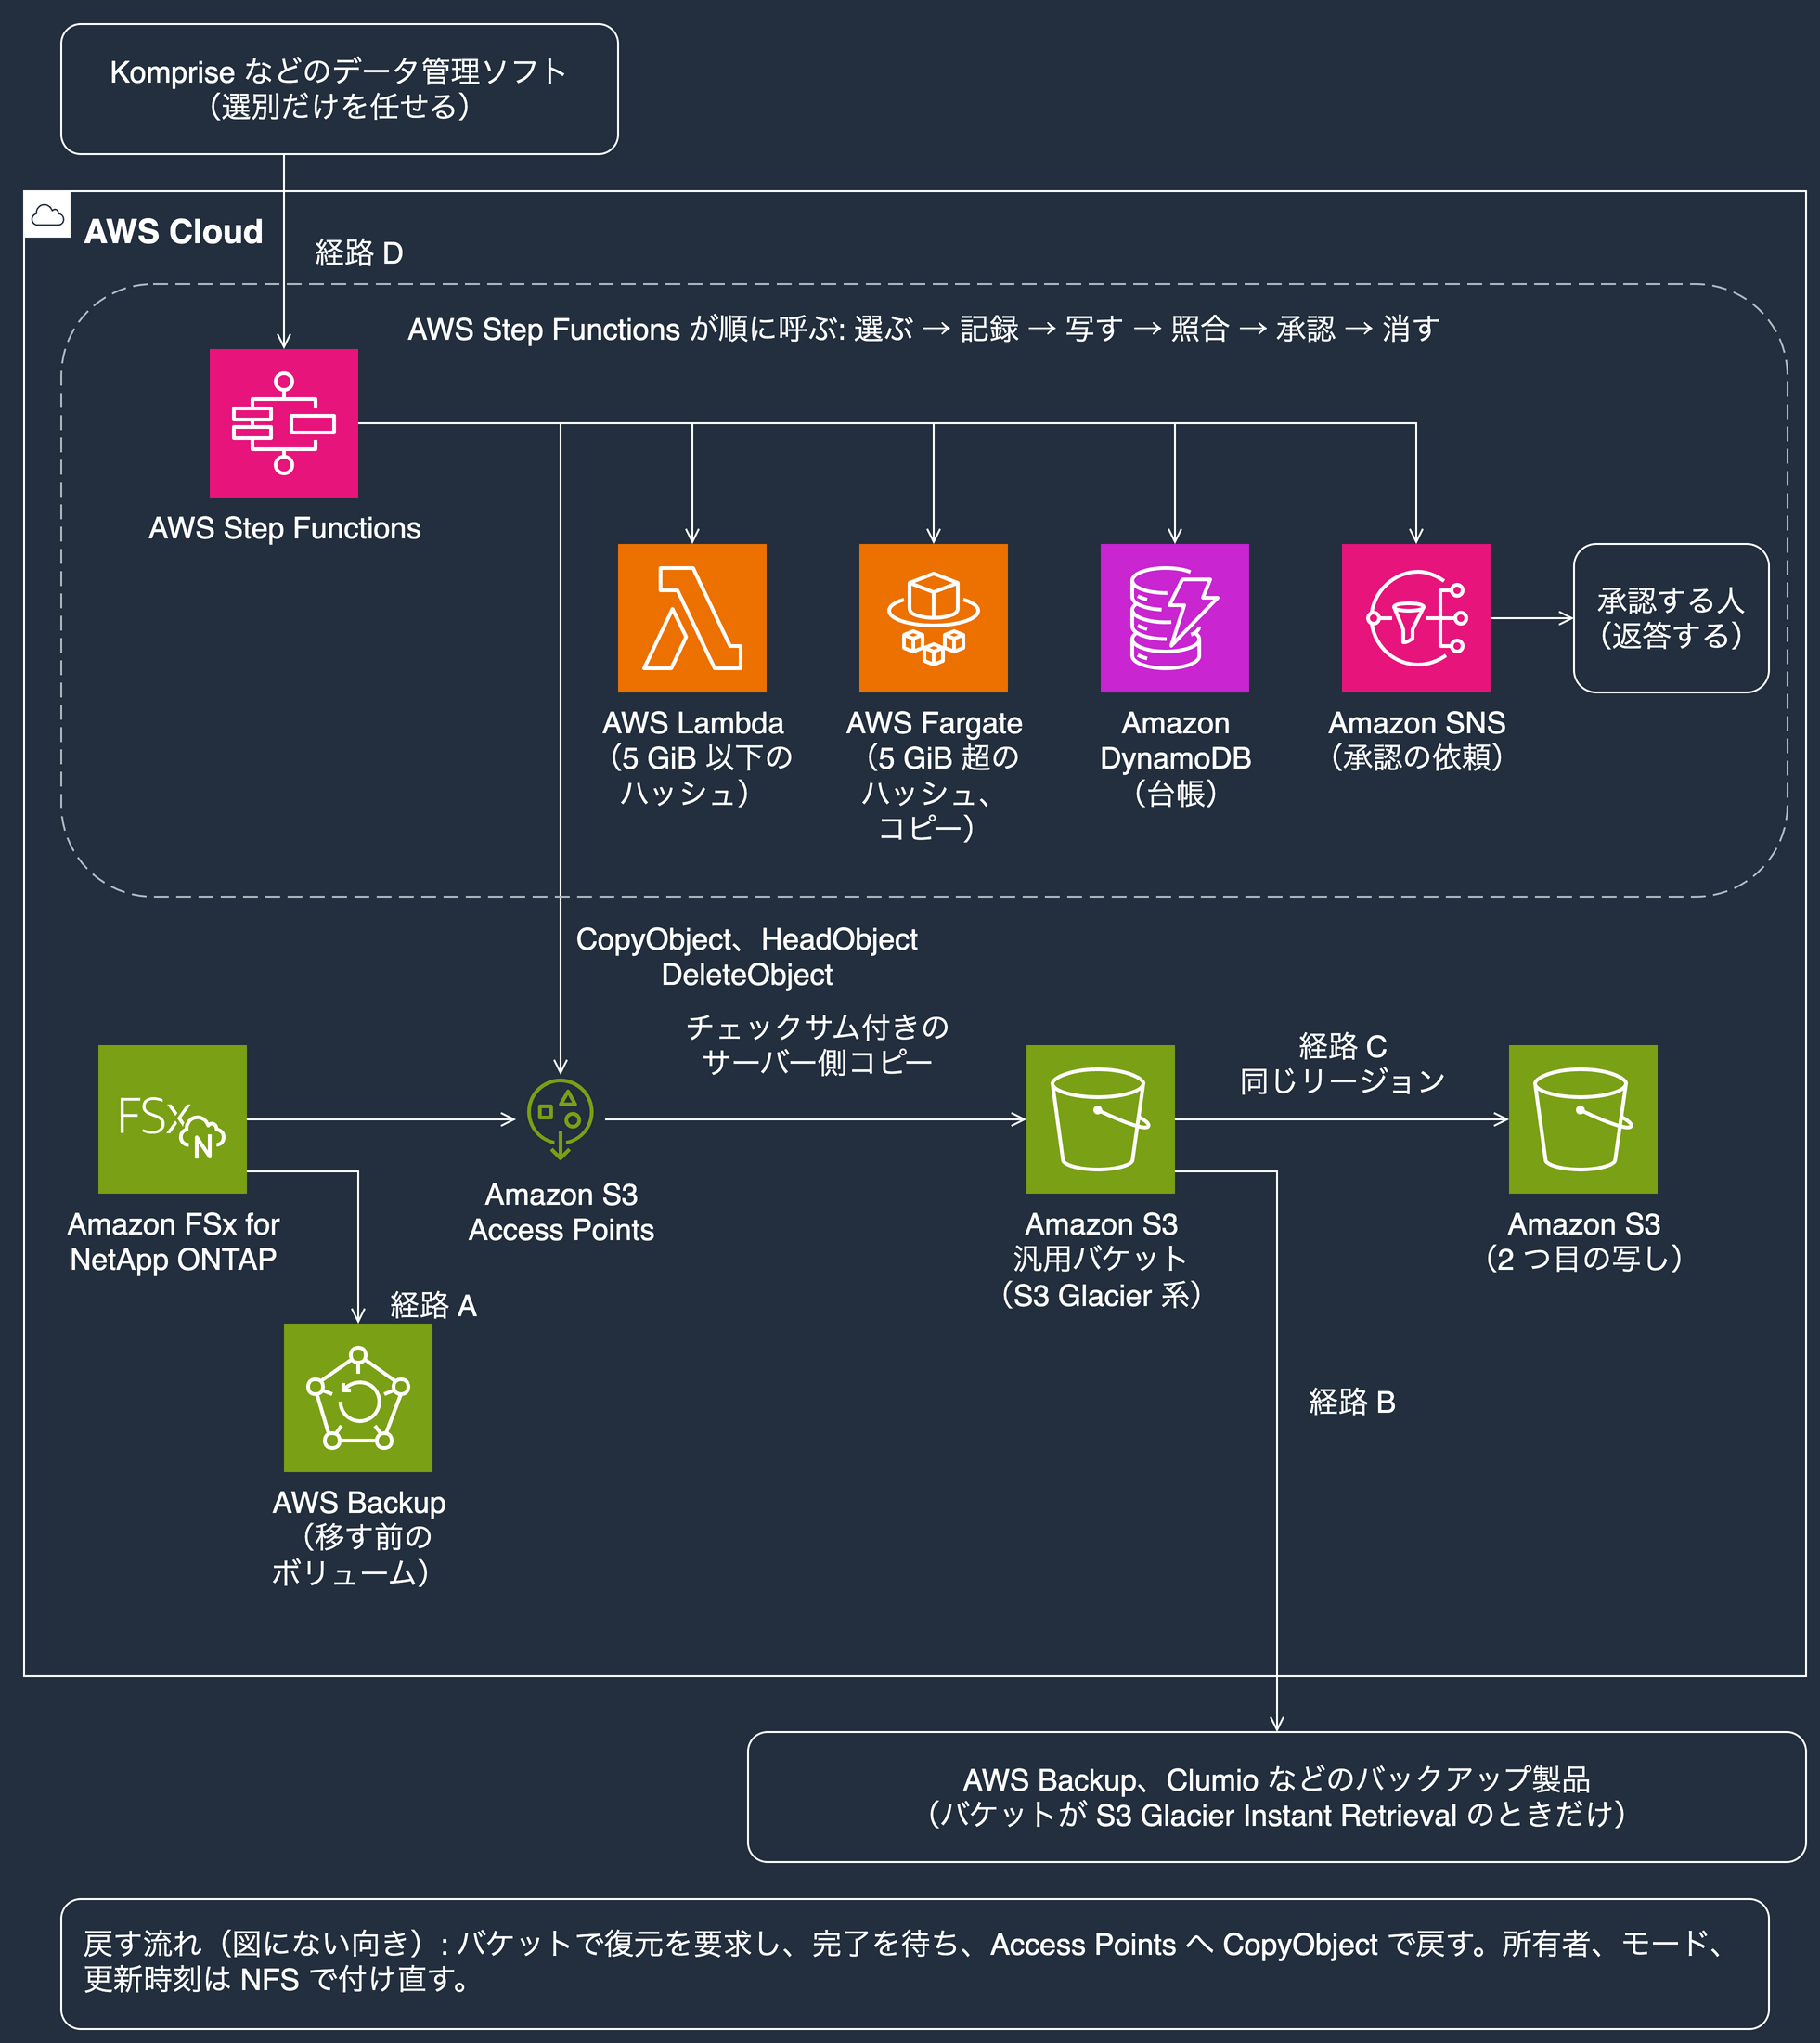 Komprise などのデータ管理ソフト
（選別だけを任せる）
AWS Cloud
経路 D
AWS Step Functions が順に呼ぶ: 選ぶ → 記録 → 写す → 照合 → 承認 → 消す
AWS Step Functions
AWS Lambda
（5 GiB 以下の
ハッシュ）
AWS Fargate
（5 GiB 超の
ハッシュ、
コピー）
Amazon
DynamoDB
（台帳）
Amazon SNS
（承認の依頼）
承認する人
（返答する）
CopyObject、HeadObject
DeleteObject
チェックサム付きの
サーバー側コピー
経路 C
同じリージョン
FSx
N
Amazon FSx for
NetApp ONTAP
Amazon S3
Access Points
Amazon S3
汎用バケット
（S3 Glacier 系）
Amazon S3
（2 つ目の写し）
経路 A
AWS Backup
（移す前の
ボリューム）
経路 B
AWS Backup、Clumio などのバックアップ製品
（バケットが S3 Glacier Instant Retrieval のときだけ）
戻す流れ（図にない向き）: バケットで復元を要求し、完了を待ち、Access Points へ CopyObject で戻す。所有者、モード、
更新時刻は NFS で付け直す。